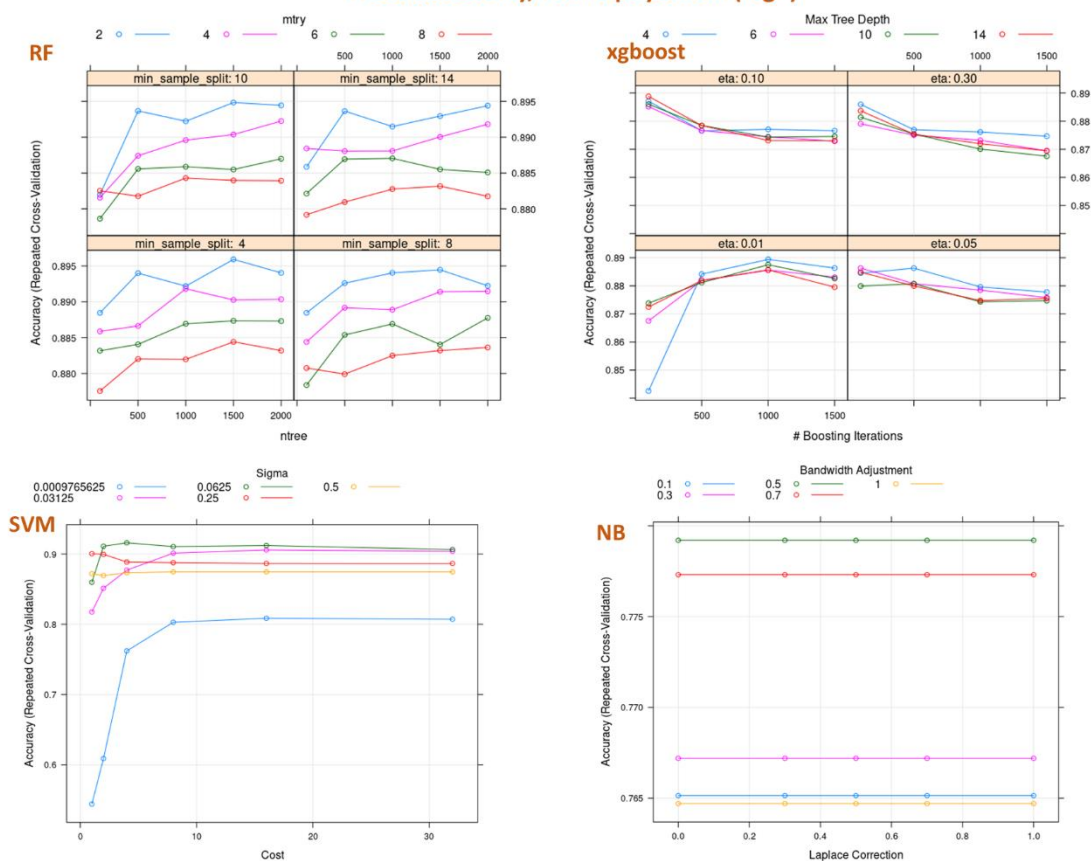 mtry
2 4 6 8
RF
500 1000 1500 2000
min_sample_split: 10 min_sample_split: 14
0.895
0.890
0.885
0.880
min_sample_split: 4 min_sample_split: 8
0.895
0.890
0.885
0.880
Accuracy (Repeated Cross-Validation)
500 1000 1500 2000
ntree
Max Tree Depth
4 6 10 14
xgboost
500 1000 1500
eta: 0.10 eta: 0.30
0.89
0.88
0.87
0.86
0.85
eta: 0.01 eta: 0.05
0.89
0.88
0.87
0.86
0.85
Accuracy (Repeated Cross-Validation)
500 1000 1500
# Boosting Iterations
Sigma
0.0009765625 0.0625 0.5
0.03125 0.25
SVM
0.9
0.8
0.7
0.6
Accuracy (Repeated Cross-Validation)
0 10 20 30
Cost
Bandwidth Adjustment
0.1 0.5 1
0.3 0.7
NB
0.775
0.770
0.765
Accuracy (Repeated Cross-Validation)
0.0 0.2 0.4 0.6 0.8 1.0
Laplace Correction